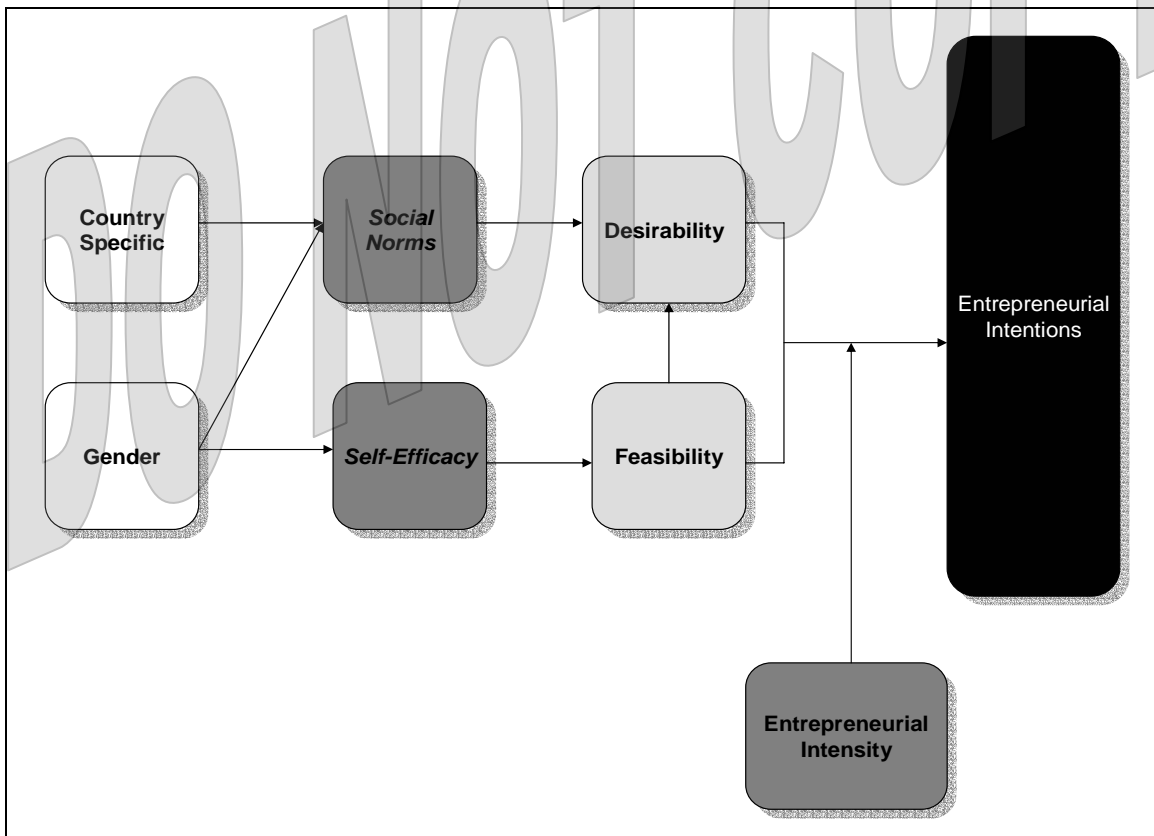 DO NOT COPY
Country
Specific
Social
Norms
Desirability
Entrepreneurial
Intentions
Gender
Self-Efficacy
Feasibility
Entrepreneurial
Intensity